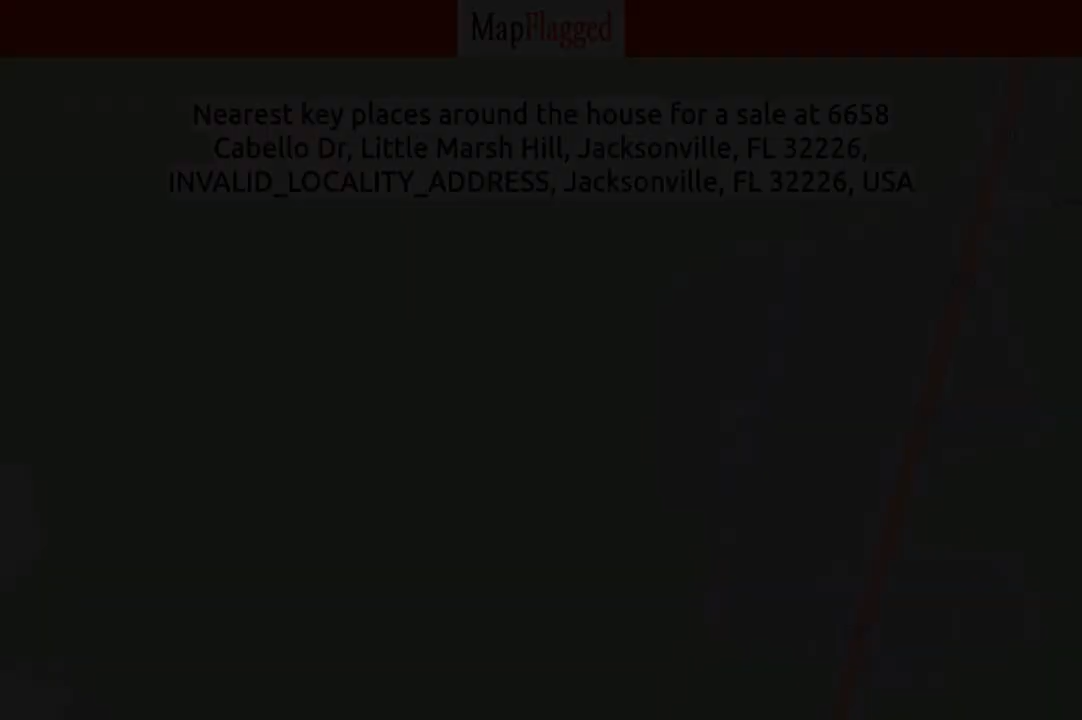 MapFlagged
Nearest key places around the house for a sale at 6658
Cabello Dr, Little Marsh Hill, Jacksonville, FL 32226,
INVALID_LOCALITY_ADDRESS, Jacksonville, FL 32226, USA